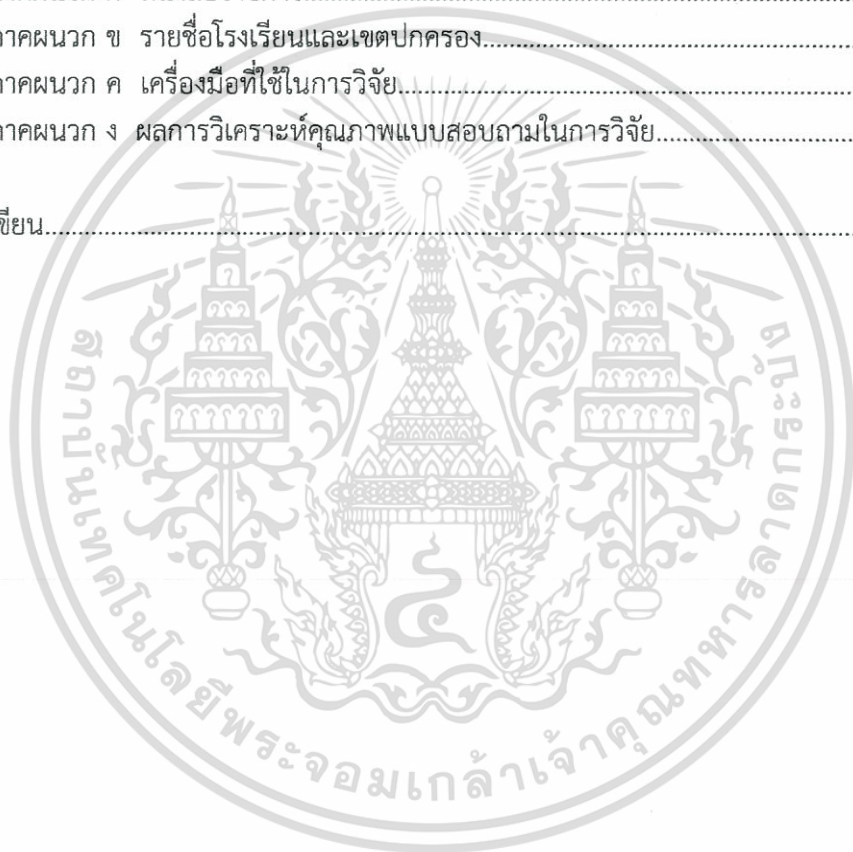 ภาคผนวก ข รายชื่อโรงเรียนและเขตปกครอง
ภาคผนวก ค เครื่องมือที่ใช้ในการวิจัย
ภาคผนวก ง ผลการวิเคราะห์คุณภาพแบบสอบถามในการวิจัย
เขียน
สถาบันเทคโนโลยีพระจอมเกล้าเจ้าคุณทหารลาดกระบัง